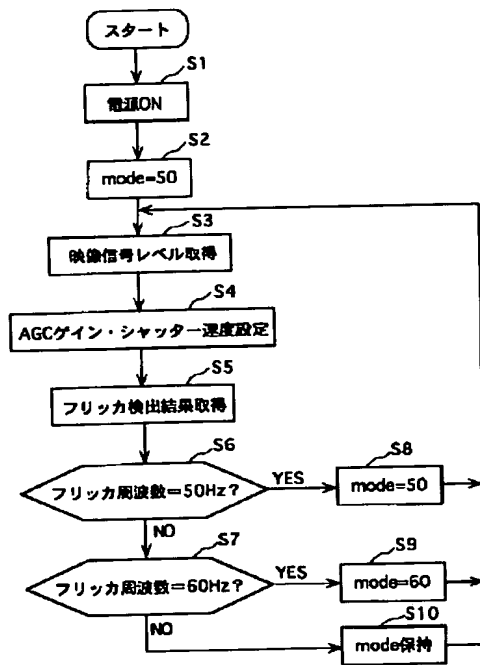 スタート
S1
電源ON
S2
mode=50
S3
映像信号レベル取得
S4
AGCゲイン・シャッター速度設定
S5
フリッカ検出結果取得
S6
フリッカ周波数=50Hz?
YES
S8
mode=50
NO
S7
フリッカ周波数=60Hz?
YES
S9
mode=60
NO
S10
mode保持